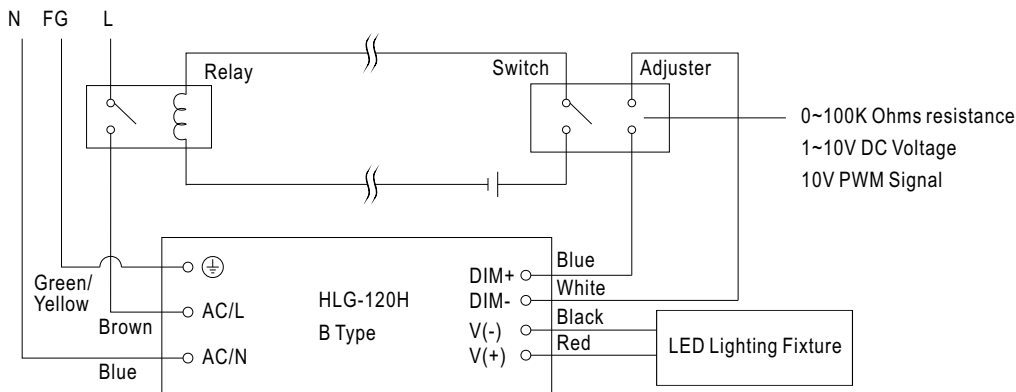 N FG L
Relay
Switch
Adjuster
0~100K Ohms resistance
1~10V DC Voltage
10V PWM Signal
Green/
Yellow
Brown
Blue
AC/L
AC/N
HLG-120H
B Type
DIM+
DIM-
V(-)
V(+)
Blue
White
Black
Red
LED Lighting Fixture